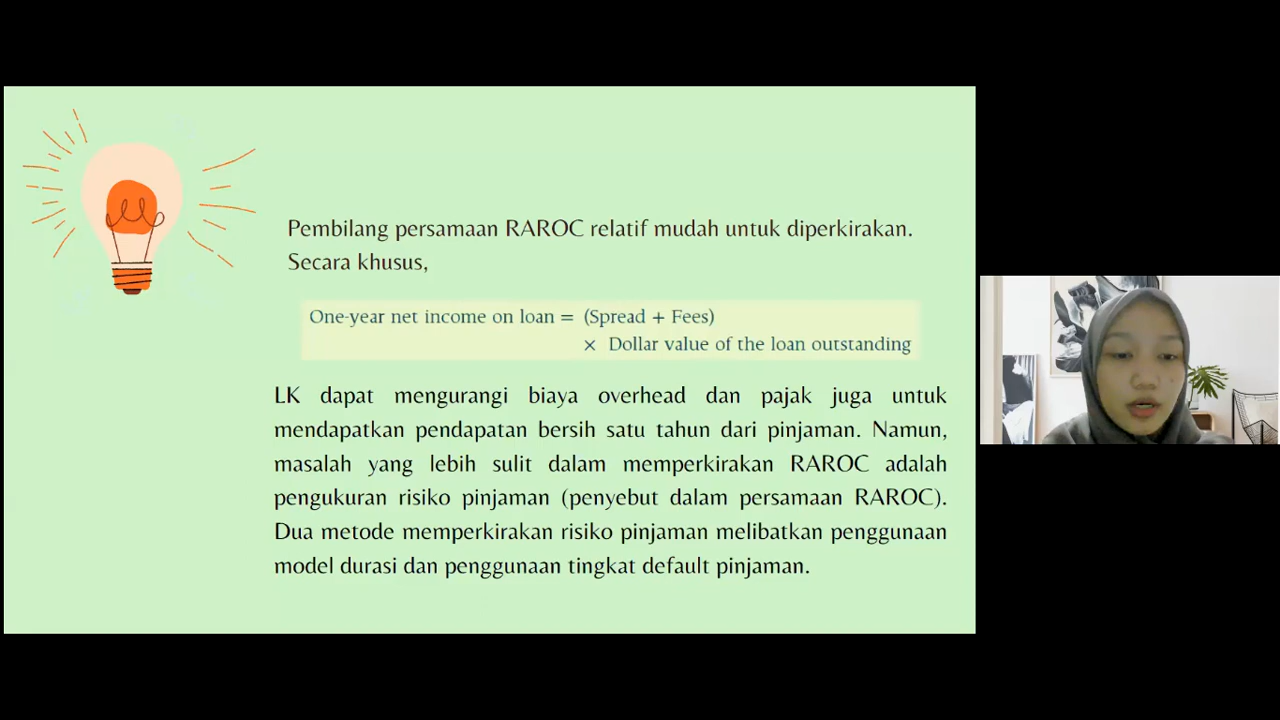 Pembilang persamaan RAROC relatif mudah untuk diperkirakan.
Secara khusus,
One-year net income on loan = (Spread + Fees)
× Dollar value of the loan outstanding
LK dapat mengurangi biaya overhead dan pajak juga untuk
mendapatkan pendapatan bersih satu tahun dari pinjaman. Namun,
masalah yang lebih sulit dalam memperkirakan RAROC adalah
pengukuran risiko pinjaman (penyebut dalam persamaan RAROC).
Dua metode memperkirakan risiko pinjaman melibatkan penggunaan
model durasi dan penggunaan tingkat default pinjaman.